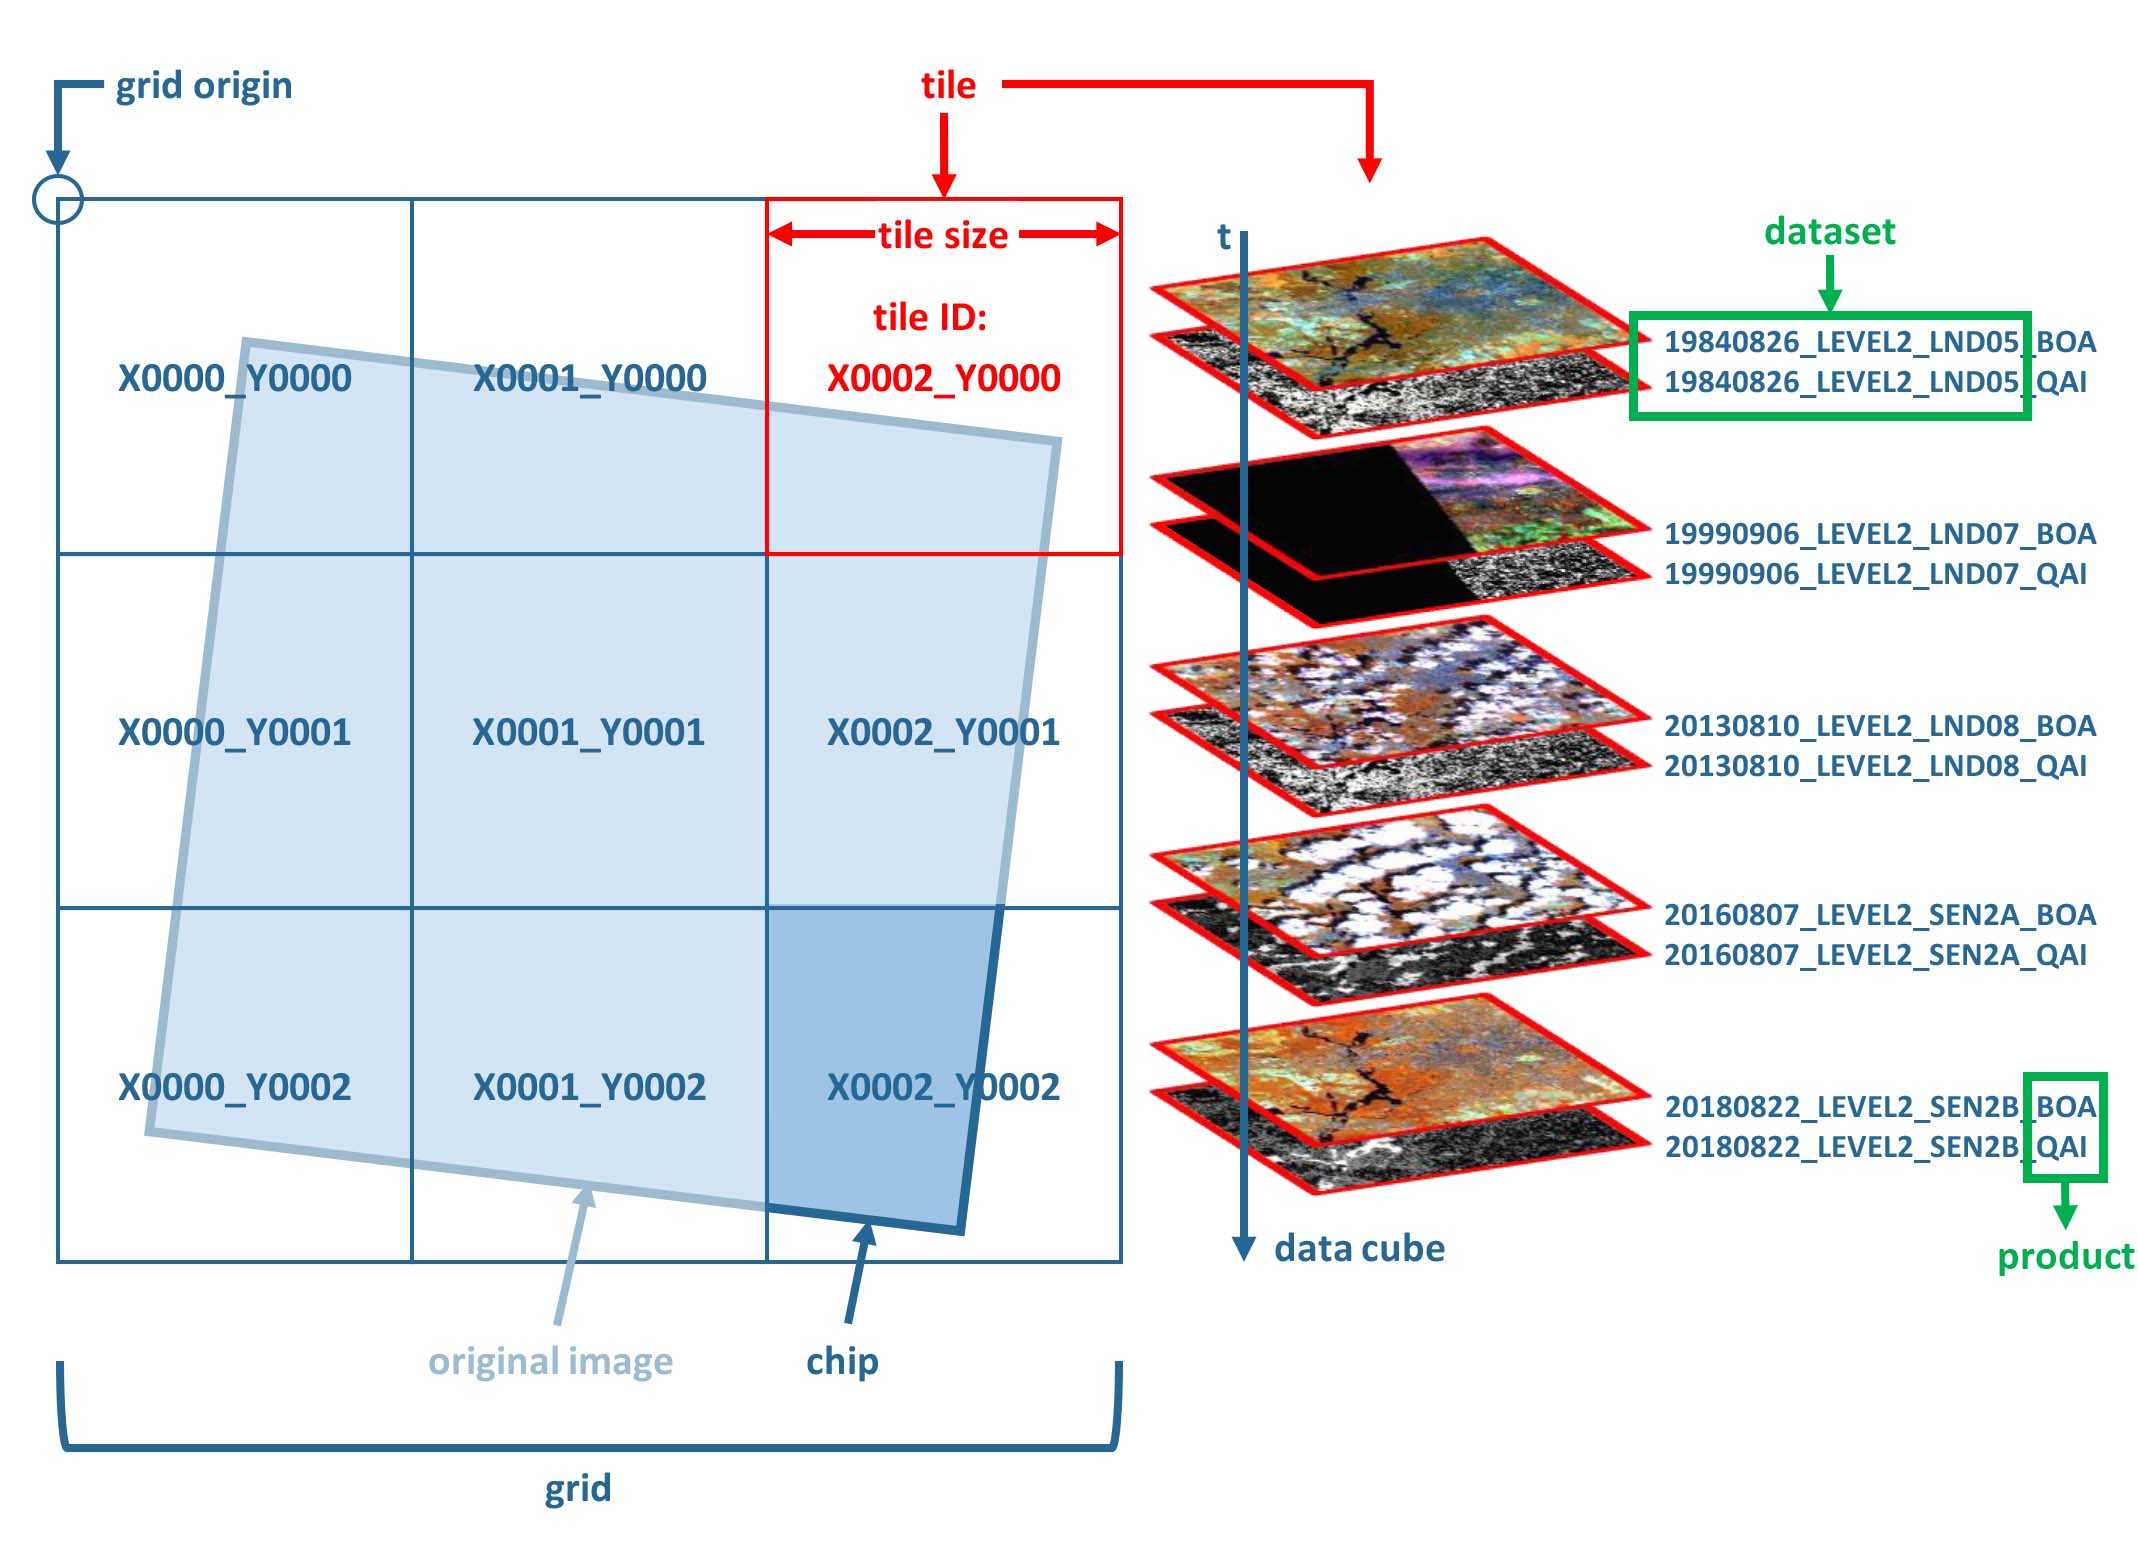 grid origin
tile
tile size
tile ID:
X0000_Y0000
X0001_Y0000
X0002_Y0000
X0000_Y0001
X0001_Y0001
X0002_Y0001
X0000_Y0002
X0001_Y0002
X0002_Y0002
original image
chip
grid
t
dataset
19840826_LEVEL2_LND05_BOA
19840826_LEVEL2_LND05_QAI
19990906_LEVEL2_LND07_BOA
19990906_LEVEL2_LND07_QAI
20130810_LEVEL2_LND08_BOA
20130810_LEVEL2_LND08_QAI
20160807_LEVEL2_SEN2A_BOA
20160807_LEVEL2_SEN2A_QAI
20180822_LEVEL2_SEN2B_BOA
20180822_LEVEL2_SEN2B_QAI
data cube
product